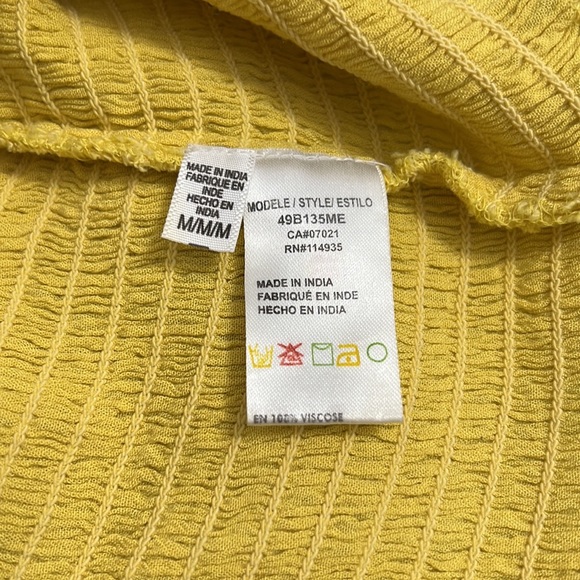 MADE IN INDIA
FABRIQUE EN
INDE
HECHO EN
INDIA
M/M/M
MODELE / STYLE/ ESTILO
49B135ME
CA#07021
RN#114935
MADE IN INDIA
FABRIQUÉ EN INDE
HECHO EN INDIA
EN 100% VISCOSE